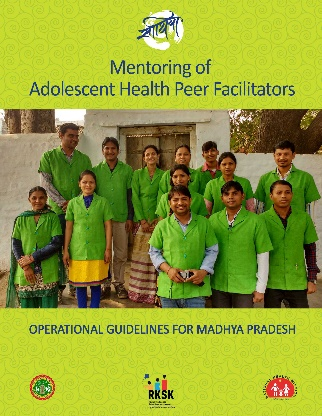 साथिया
Mentoring of
Adolescent Health Peer Facilitators
OPERATIONAL GUIDELINES FOR MADHYA PRADESH
RKSK